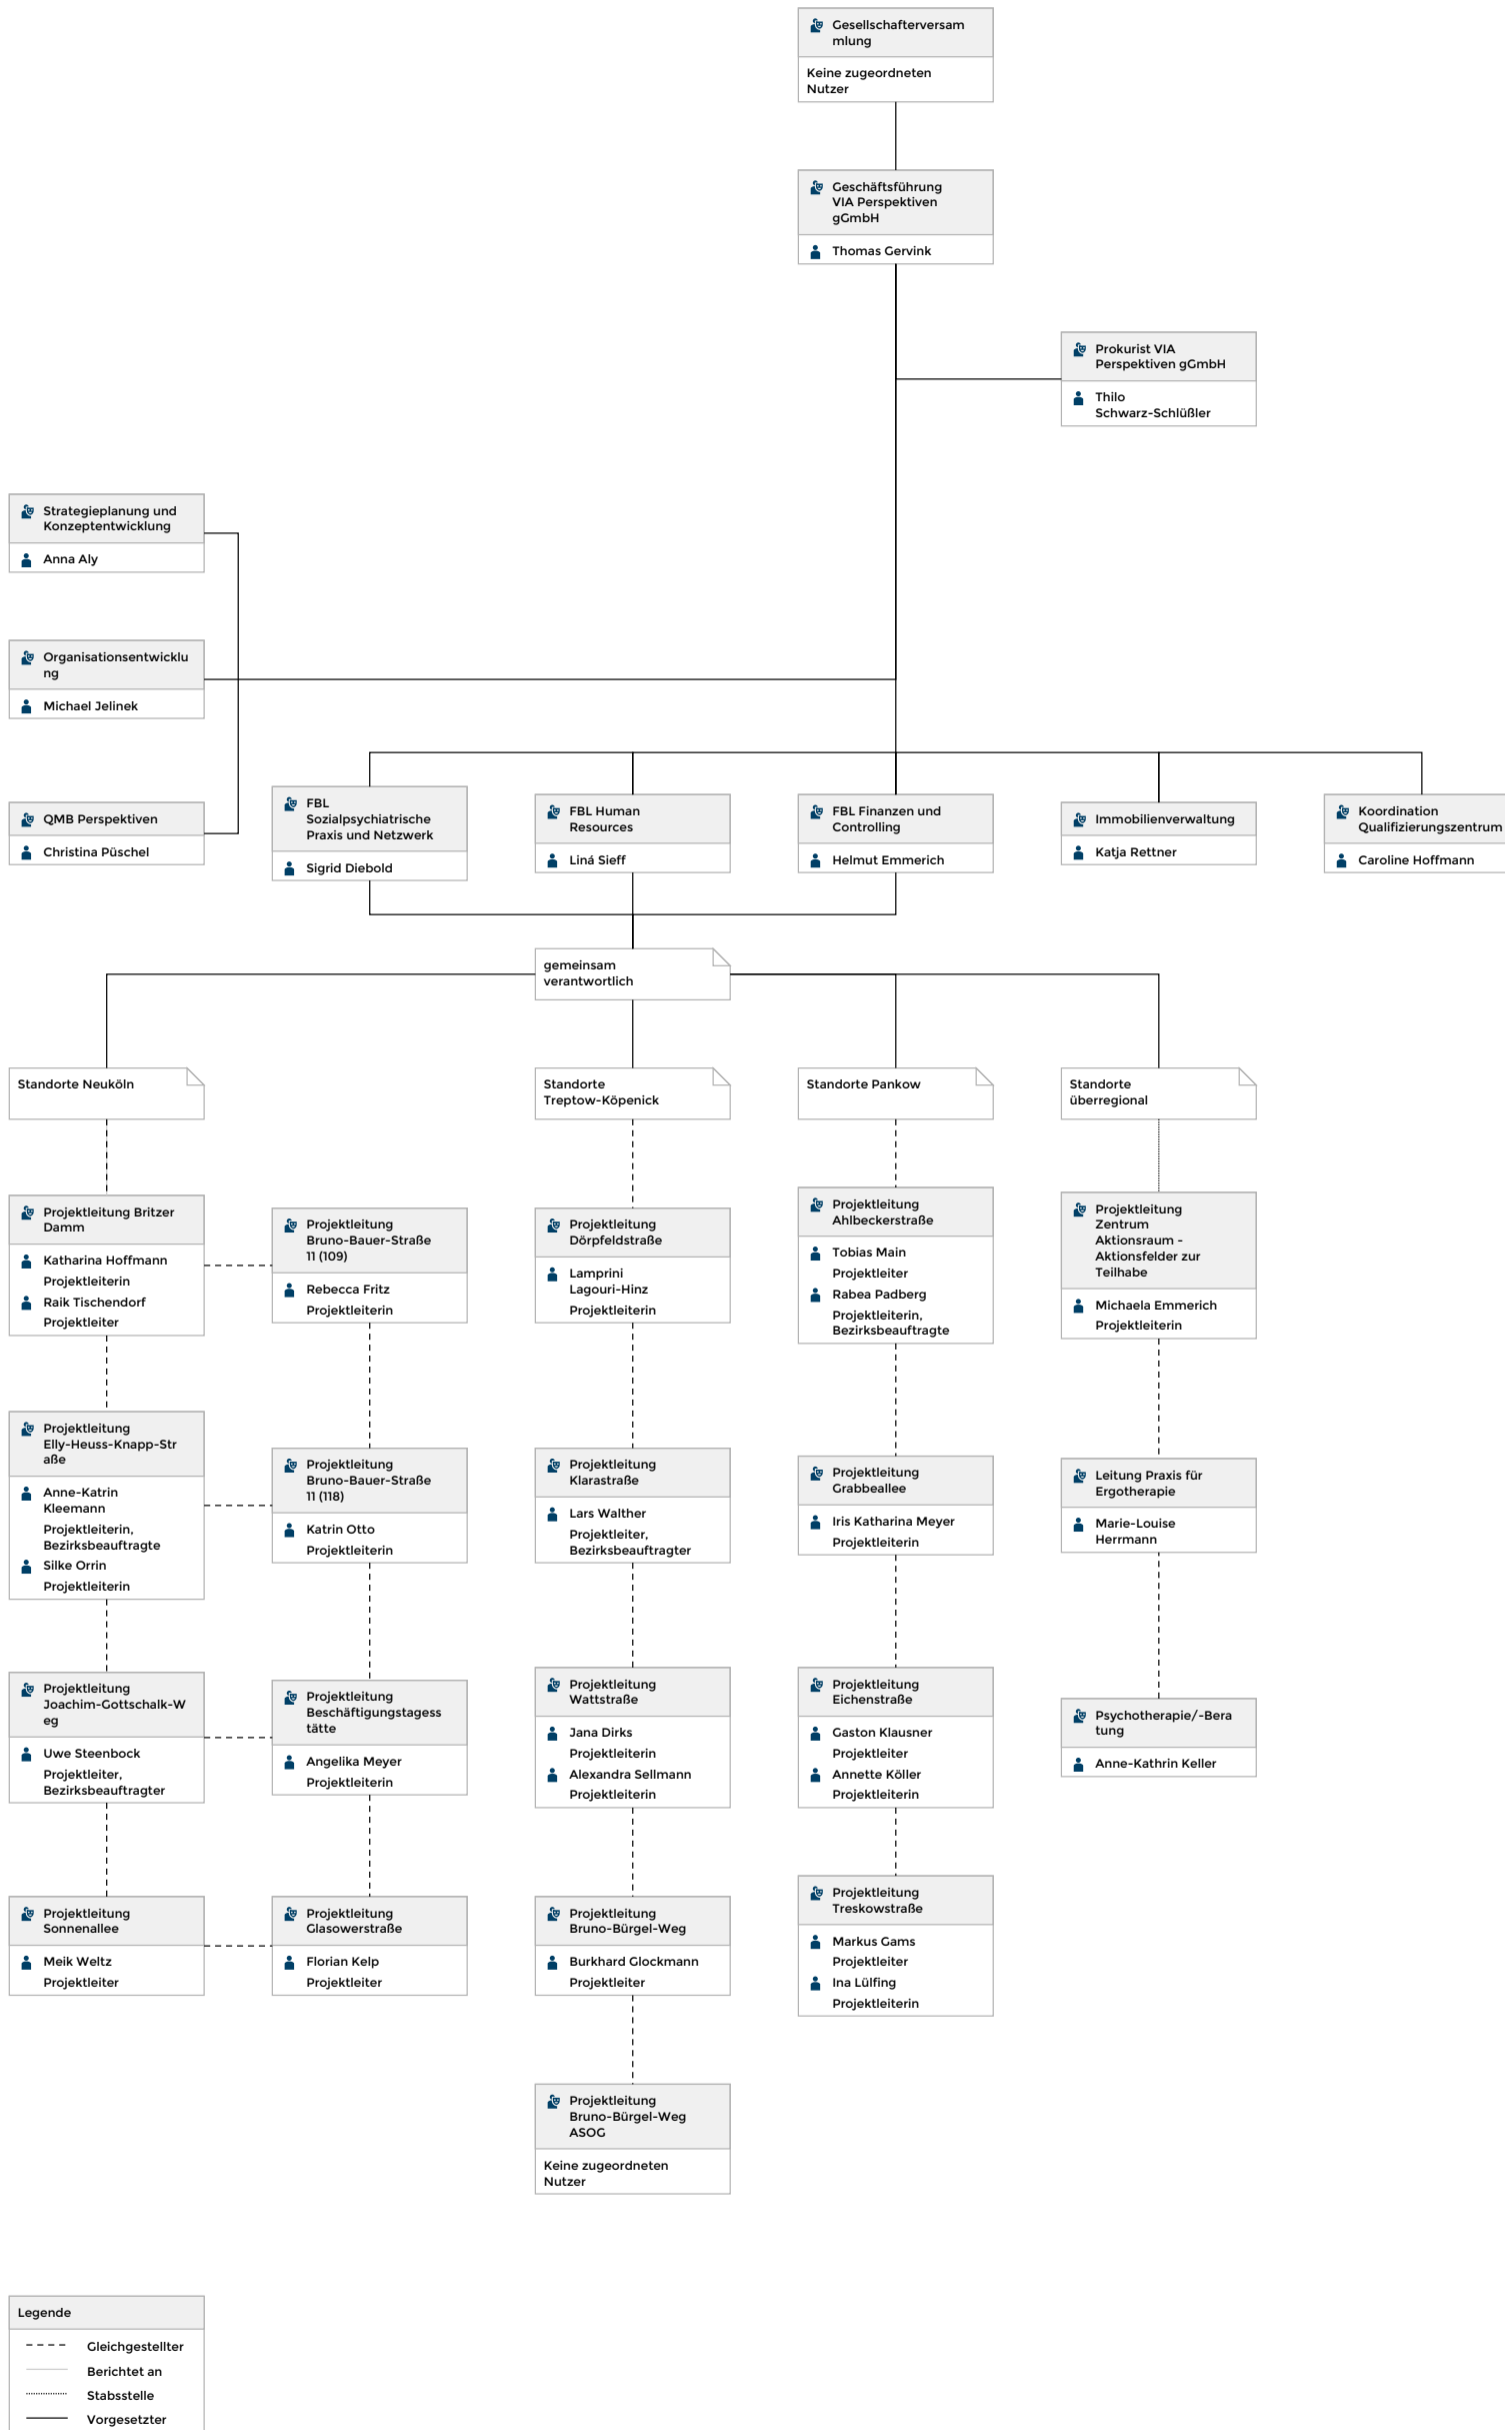 Gesellschafterversam
mlung
Keine zugeordneten
Nutzer
Geschäftsführung
VIA Perspektiven
gGmbH
Thomas Gervink
Prokurist VIA
Perspektiven gGmbH
Thilo
Schwarz-Schlüßler
Strategieplanung und
Konzeptentwicklung
Anna Aly
Organisationsentwicklu
ng
Michael Jelinek
QMB Perspektiven
Christina Püschel
FBL
Sozialpsychiatrische
Praxis und Netzwerk
Sigrid Diebold
FBL Human
Resources
Liná Sieff
FBL Finanzen und
Controlling
Helmut Emmerich
Immobilienverwaltung
Katja Rettner
Koordination
Qualifizierungszentrum
Caroline Hoffmann
gemeinsam
verantwortlich
Standorte Neuköln
Standorte
Treptow-Köpenick
Standorte Pankow
Standorte
überregional
Projektleitung Britzer
Damm
Katharina Hoffmann
Projektleiterin
Raik Tischendorf
Projektleiter
Projektleitung
Bruno-Bauer-Straße
11 (109)
Rebecca Fritz
Projektleiterin
Projektleitung
Dörpfeldstraße
Lamprini
Lagouri-Hinz
Projektleiterin
Projektleitung
Ahlbeckerstraße
Tobias Main
Projektleiter
Rabea Padberg
Projektleiterin,
Bezirksbeauftragte
Projektleitung
Zentrum
Aktionsraum -
Aktionsfelder zur
Teilhabe
Michaela Emmerich
Projektleiterin
Projektleitung
Elly-Heuss-Knapp-Str
aße
Anne-Katrin
Kleemann
Projektleiterin,
Bezirksbeauftragte
Silke Orrin
Projektleiterin
Projektleitung
Bruno-Bauer-Straße
11 (118)
Katrin Otto
Projektleiterin
Projektleitung
Klarastraße
Lars Walther
Projektleiter,
Bezirksbeauftragter
Projektleitung
Grabbeallee
Iris Katharina Meyer
Projektleiterin
Leitung Praxis für
Ergotherapie
Marie-Louise
Herrmann
Projektleitung
Joachim-Gottschalk-W
eg
Uwe Steenbock
Projektleiter,
Bezirksbeauftragter
Projektleitung
Beschäftigungstagess
tätte
Angelika Meyer
Projektleiterin
Projektleitung
Wattstraße
Jana Dirks
Projektleiterin
Alexandra Sellmann
Projektleiterin
Projektleitung
Eichenstraße
Gaston Klausner
Projektleiter
Annette Köller
Projektleiterin
Psychotherapie/-Bera
tung
Anne-Kathrin Keller
Projektleitung
Sonnenallee
Meik Weltz
Projektleiter
Projektleitung
Glasowerstraße
Florian Kelp
Projektleiter
Projektleitung
Bruno-Bürgel-Weg
Burkhard Glockmann
Projektleiter
Projektleitung
Treskowstraße
Markus Gams
Projektleiter
Ina Lülfing
Projektleiterin
Projektleitung
Bruno-Bürgel-Weg
ASOG
Keine zugeordneten
Nutzer
Legende
Gleichgestellter
Berichtet an
Stabsstelle
Vorgesetzter